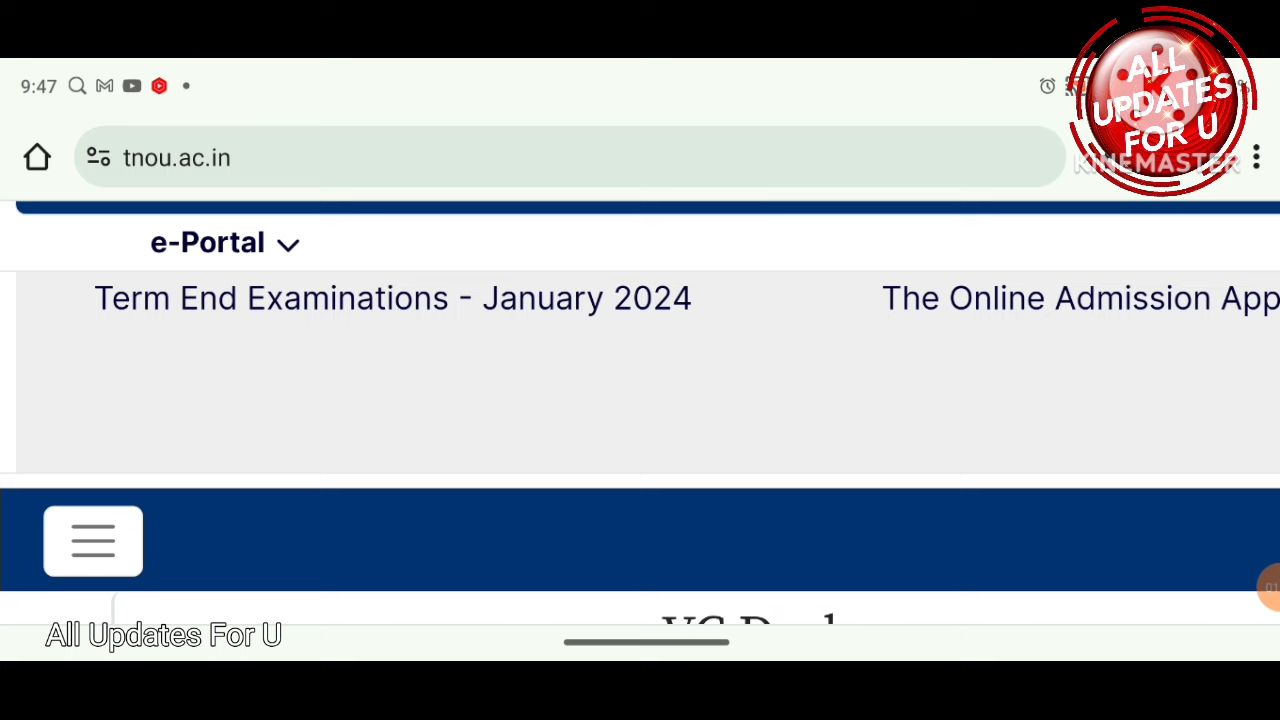 9:47
tnou.ac.in
ALL
UPDATES
FOR U
KINEMASTER
e-Portal
Term End Examinations - January 2024
The Online Admission App
All Updates For U